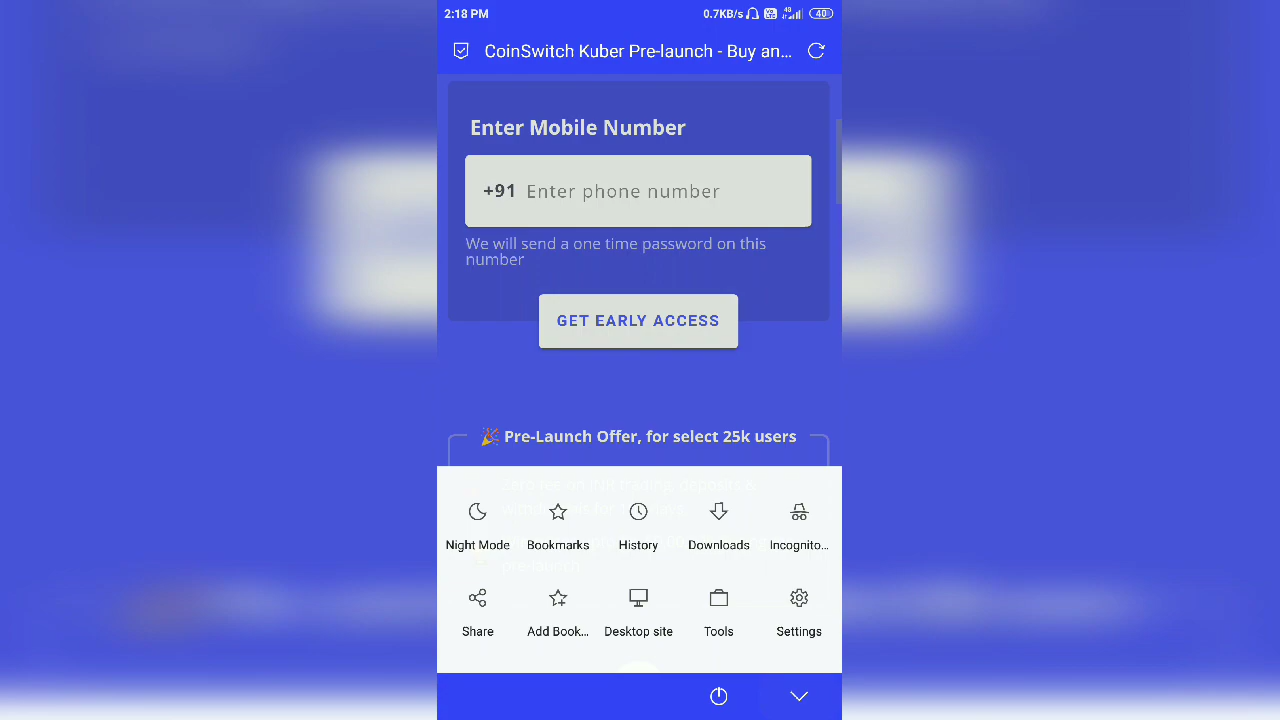 2:18 PM
0.7KB/s
4G
40
CoinSwitch Kuber Pre-launch - Buy an...
Enter Mobile Number
+91 Enter phone number
We will send a one time password on this
number
GET EARLY ACCESS
🎉 Pre-Launch Offer, for select 25k users
Night Mode Bookmarks History Downloads Incognito...
Share Add Book... Desktop site Tools Settings